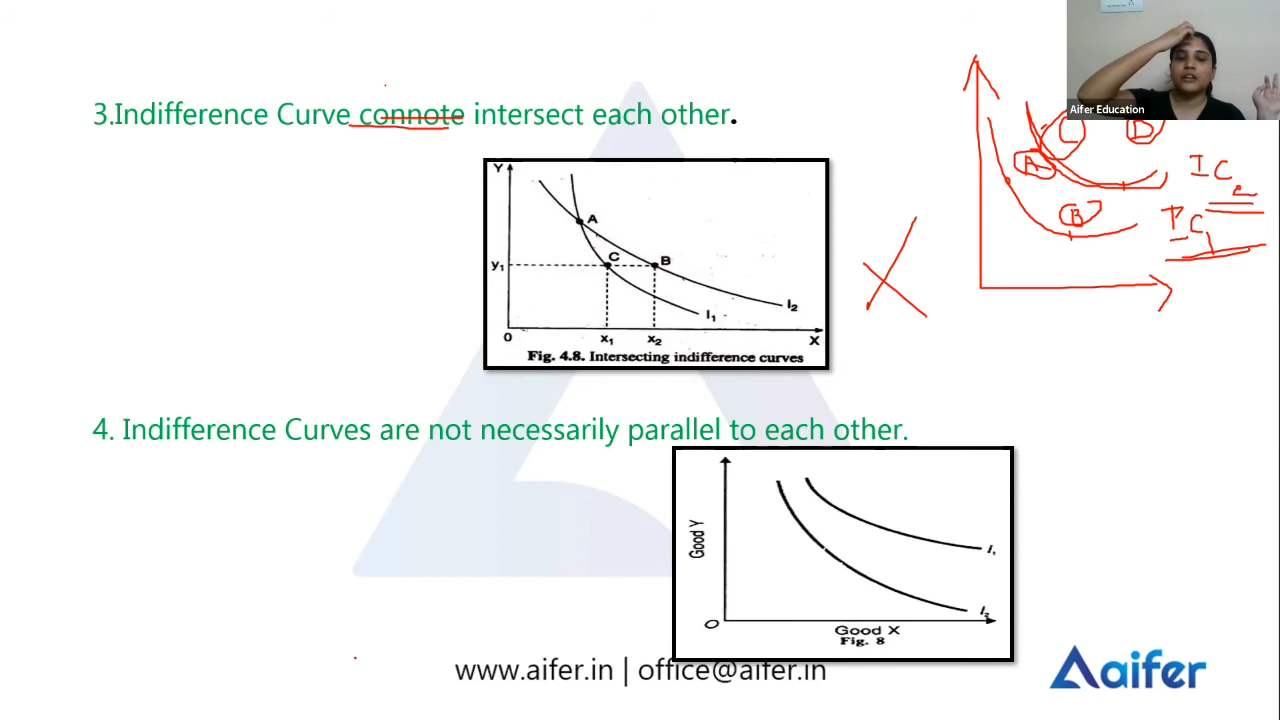 Aifer Education
3.Indifference Curve connote intersect each other.
C
D
A
B
IC
IC
Y
A
C
B
y₁
I₂
I₁
0
x₁
x₂
X
Fig. 4.8. Intersecting indifference curves
4. Indifference Curves are not necessarily parallel to each other.
Good Y
I₁
I₂
O
Good X
Fig. 8
www.aifer.in | office@aifer.in
aifer